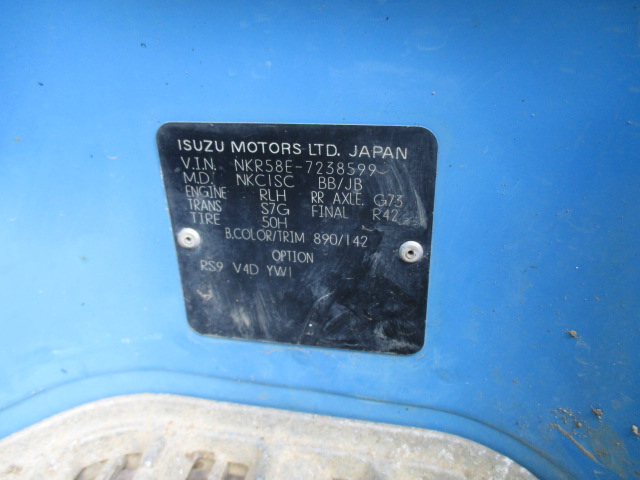 ISUZU MOTORS LTD. JAPAN
V.I.N. NKR58E-7238599
M.D. NKC1SC BB/JB
ENGINE RLH RR AXLE. G73
TRANS S7G FINAL R42
TIRE 50H
B.COLOR/TRIM 890/142
OPTION
RS9 V4D YW1